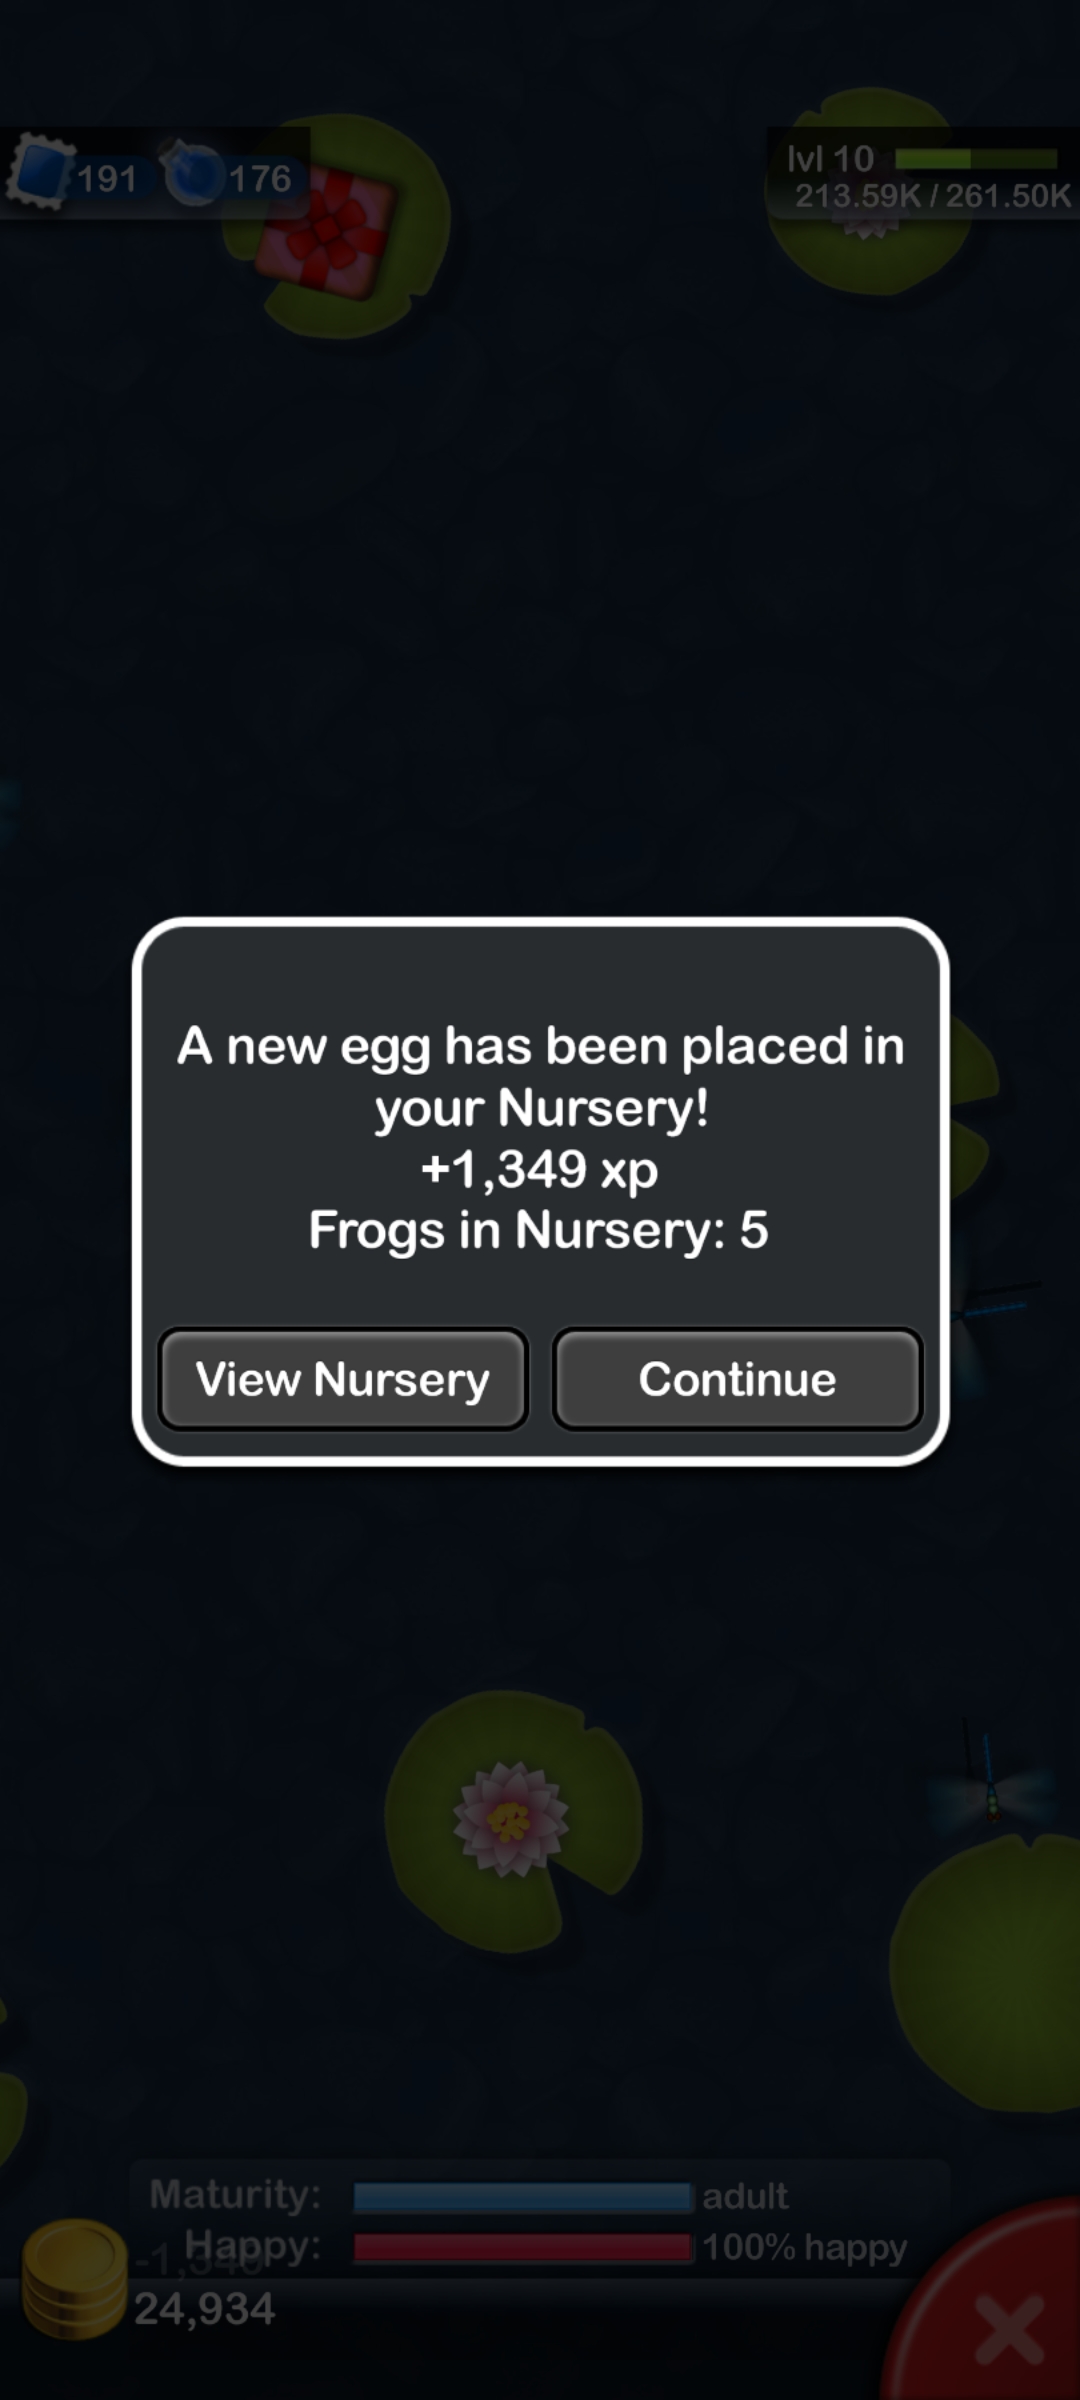 191 176
lvl 10
213.59K / 261.50K
A new egg has been placed in
your Nursery!
+1,349 xp
Frogs in Nursery: 5
View Nursery Continue
Maturity: adult
Happy: 100% happy
24,934